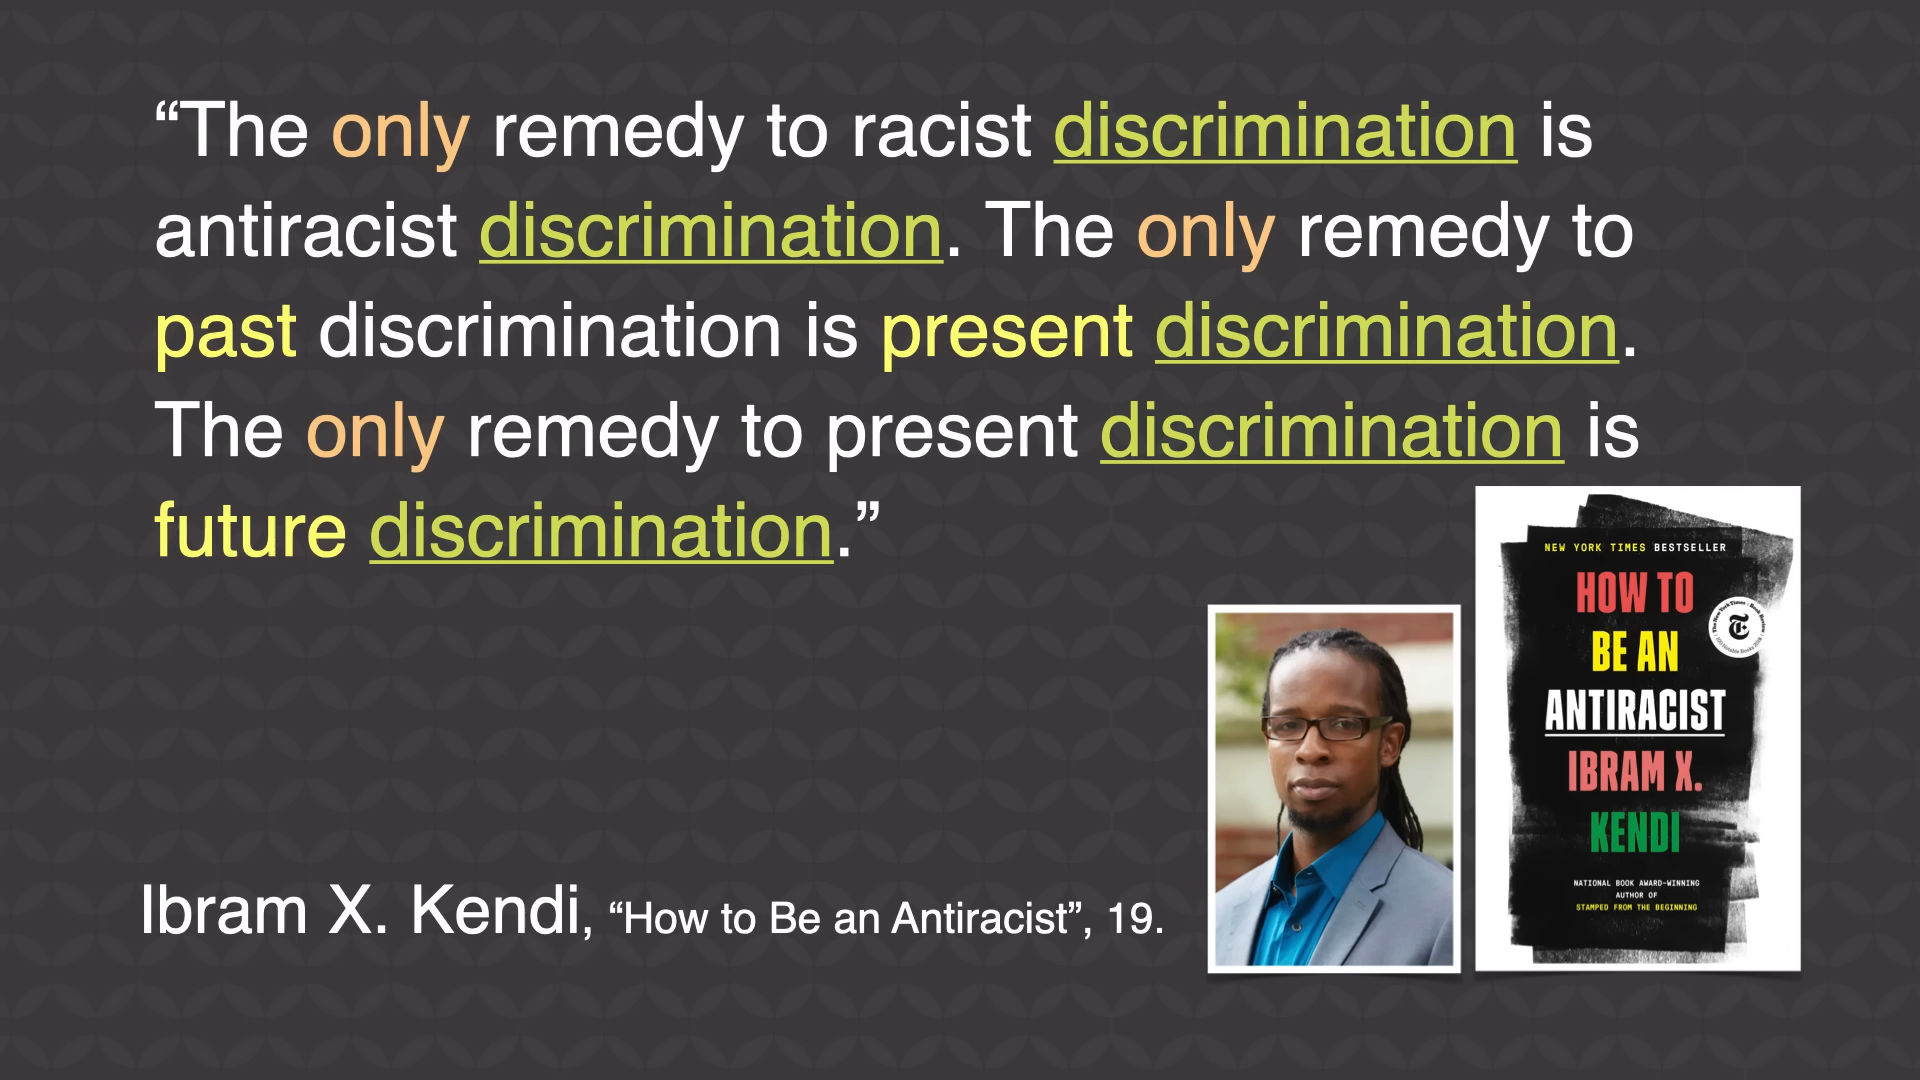 “The only remedy to racist discrimination is
antiracist discrimination. The only remedy to
past discrimination is present discrimination.
The only remedy to present discrimination is
future discrimination.”
NEW YORK TIMES BESTSELLER
HOW TO
BE AN
ANTIRACIST
IBRAM X.
KENDI
NATIONAL BOOK AWARD-WINNING
AUTHOR OF
STAMPED FROM THE BEGINNING
Ibram X. Kendi, “How to Be an Antiracist”, 19.